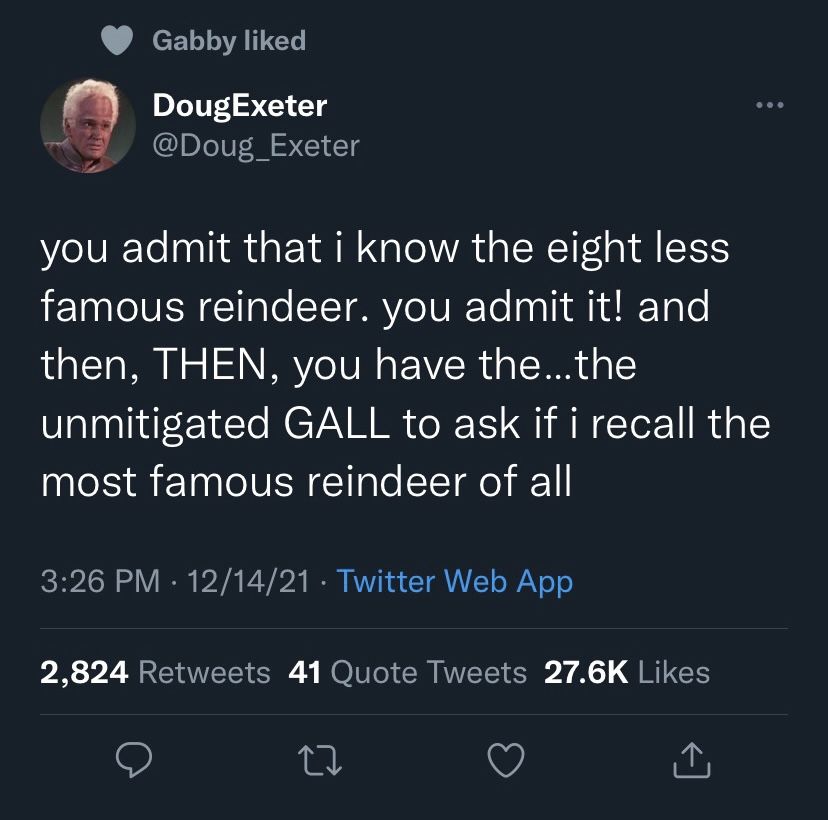 Gabby liked
DougExeter
@Doug_Exeter
you admit that i know the eight less
famous reindeer. you admit it! and
then, THEN, you have the...the
unmitigated GALL to ask if i recall the
most famous reindeer of all
3:26 PM · 12/14/21 · Twitter Web App
2,824 Retweets 41 Quote Tweets 27.6K Likes